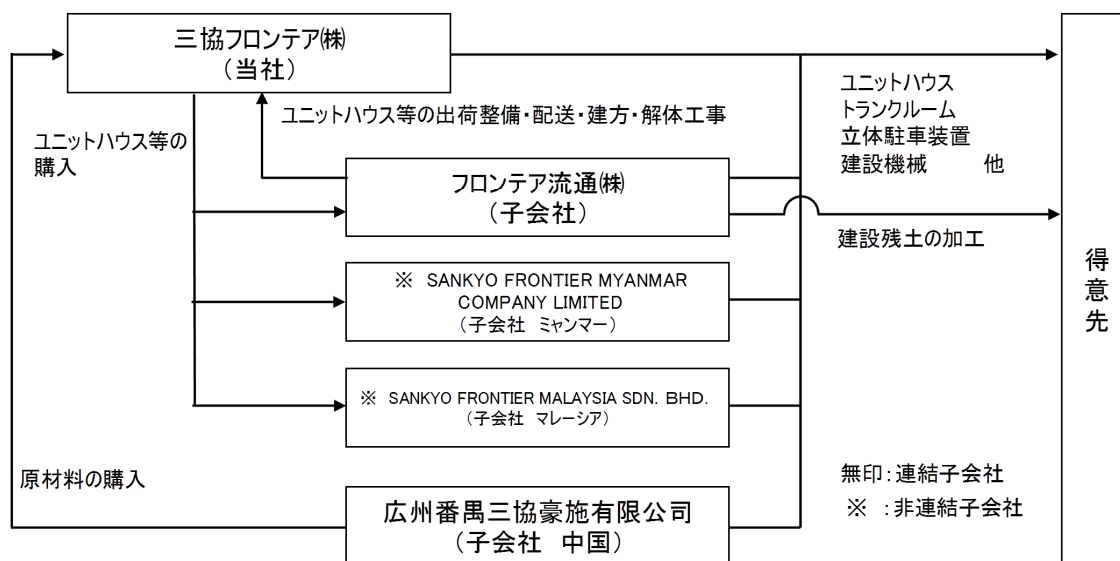 三協フロンテア㈱
(当社)
ユニットハウス等の出荷整備・配送・建方・解体工事
ユニットハウス等の
購入
ユニットハウス
トランクルーム
立体駐車装置
建設機械　　他
フロンテア流通㈱
(子会社)
建設残土の加工
得意先
※ SANKYO FRONTIER MYANMAR
COMPANY LIMITED
(子会社 ミャンマー)
※ SANKYO FRONTIER MALAYSIA SDN. BHD.
(子会社 マレーシア)
原材料の購入
広州番禺三協豪施有限公司
(子会社 中国)
無印:連結子会社
※ :非連結子会社